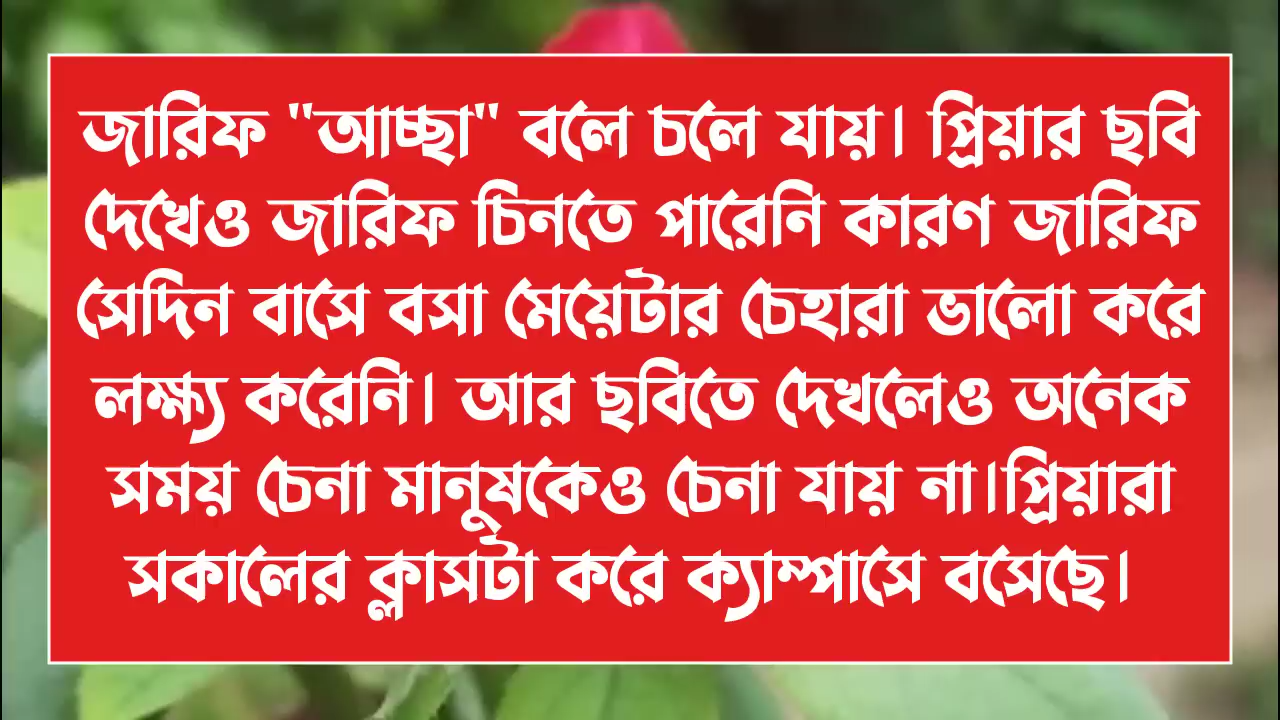 জারিফ "আচ্ছা" বলে চলে যায়। প্রিয়ার ছবি
দেখেও জারিফ চিনতে পারেনি কারণ জারিফ
সেদিন বাসে বসা মেয়েটার চেহারা ভালো করে
লক্ষ্য করেনি। আর ছবিতে দেখলেও অনেক
সময় চেনা মানুষকেও চেনা যায় না।প্রিয়ারা
সকালের ক্লাসটা করে ক্যাম্পাসে বসেছে।